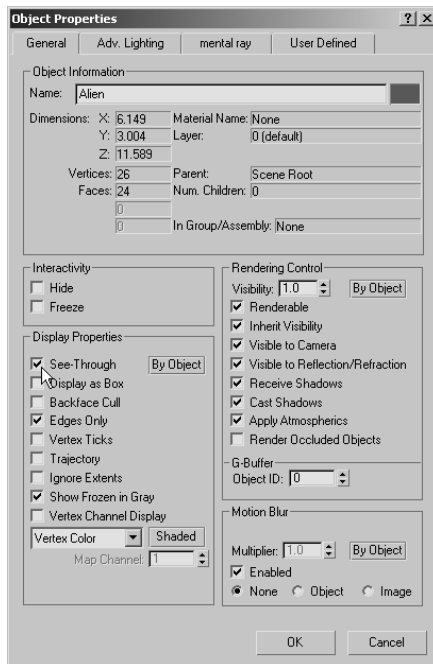 Object Properties
General Adv. Lighting mental ray User Defined
Object Information
Name: Alien
Dimensions: X: 6.149 Material Name: None
Y: 3.004 Layer: 0 (default)
Z: 11.589
Vertices: 26 Parent: Scene Root
Faces: 24 Num. Children: 0
0
0 In Group/Assembly: None
Interactivity
Hide
Freeze
Display Properties
See-Through By Object
Display as Box
Backface Cull
Edges Only
Vertex Ticks
Trajectory
Ignore Extents
Show Frozen in Gray
Vertex Channel Display
Vertex Color Shaded
Map Channel: 1
Rendering Control
Visibility: 1.0 By Object
Renderable
Inherit Visibility
Visible to Camera
Visible to Reflection/Refraction
Receive Shadows
Cast Shadows
Apply Atmospherics
Render Occluded Objects
G-Buffer
Object ID: 0
Motion Blur
Multiplier: 1.0 By Object
Enabled
None Object Image
OK Cancel